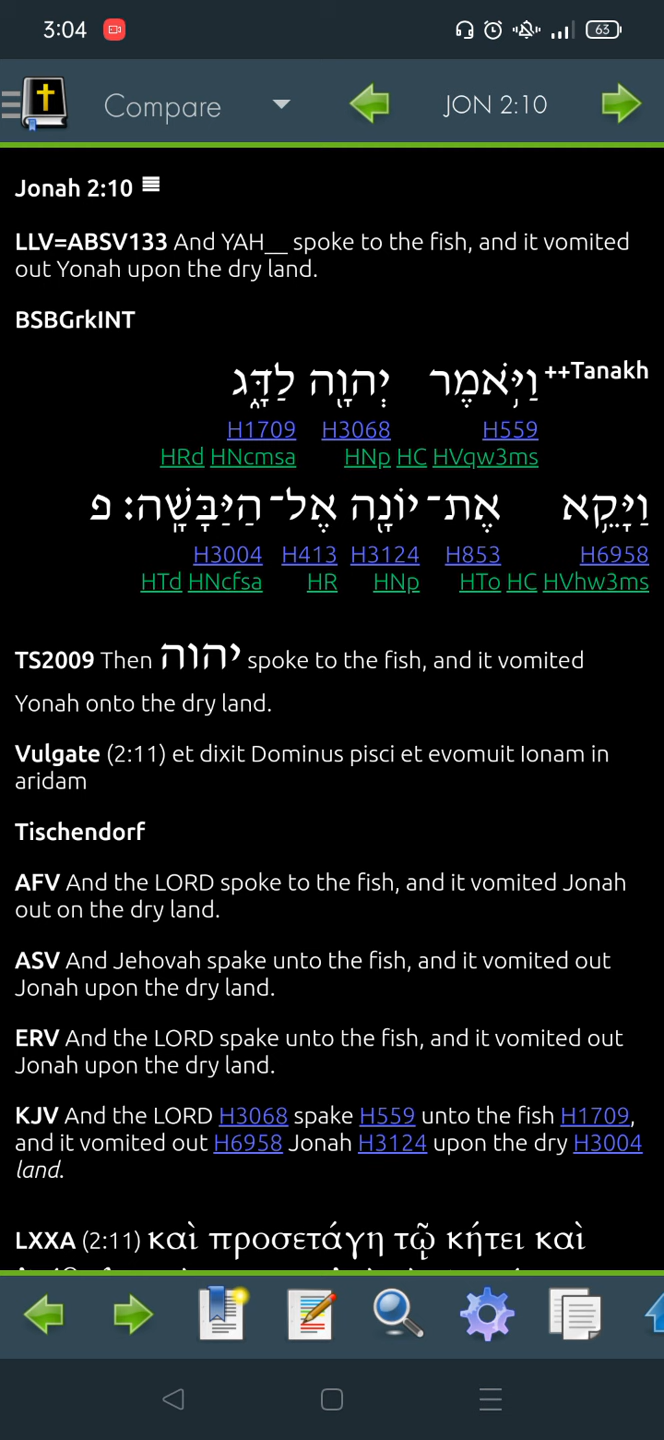 3:04
63
Compare
JON 2:10
Jonah 2:10
LLV=ABSV133 And YAH__ spoke to the fish, and it vomited
out Yonah upon the dry land.
BSBGrkINT
++Tanakh וַיֹּ֥אמֶר יְהוָ֖ה לַדָּ֑ג
H559 H3068 H1709
HC HVqw3ms HNp HRd HNcmsa
וַיָּקֵ֥א אֶת־ יוֹנָ֖ה אֶל־ הַיַּבָּשָֽׁה׃ פ
H6958 H853 H3124 H413 H3004
HC HVhw3ms HTo HNp HR HTd HNcfsa
TS2009 Then יהוה spoke to the fish, and it vomited
Yonah onto the dry land.
Vulgate (2:11) et dixit Dominus pisci et evomuit Ionam in
aridam
Tischendorf
AFV And the LORD spoke to the fish, and it vomited Jonah
out on the dry land.
ASV And Jehovah spake unto the fish, and it vomited out
Jonah upon the dry land.
ERV And the LORD spake unto the fish, and it vomited out
Jonah upon the dry land.
KJV And the LORD H3068 spake H559 unto the fish H1709,
and it vomited out H6958 Jonah H3124 upon the dry H3004
land.
LXXA (2:11) καὶ προσετάγη τῷ κήτει καὶ